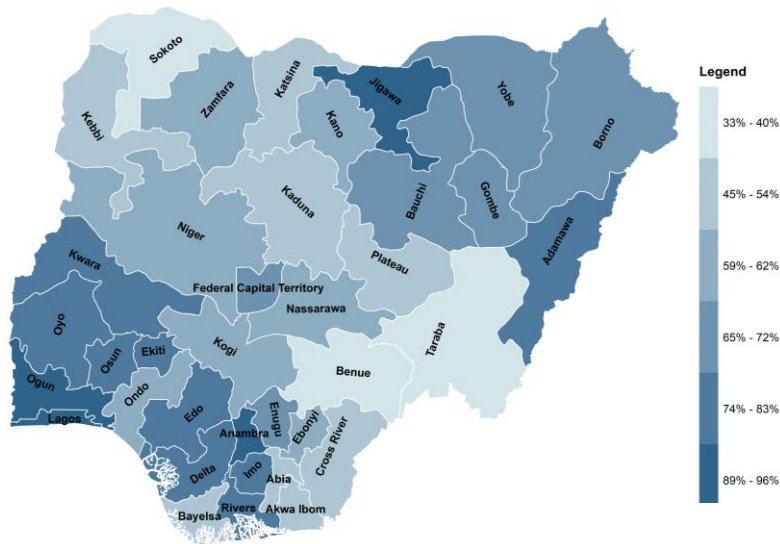 Sokoto
Katsina
Jigawa
Yobe
Legend
Kebbi
Zamfara
Kano
Borno
33% - 40%
45% - 54%
Bauchi
Gombe
Kaduna
Niger
Adamawa
59% - 62%
Plateau
Kwara
Federal Capital Territory
Nassarawa
65% - 72%
Oyo
Taraba
Osun
Ekiti
Kogi
Benue
74% - 83%
Ogun
Ondo
Edo
Lagos
Anambra
Enugu
Ebonyi
Cross River
Delta
Imo
Abia
89% - 96%
Bayelsa
Rivers
Akwa Ibom